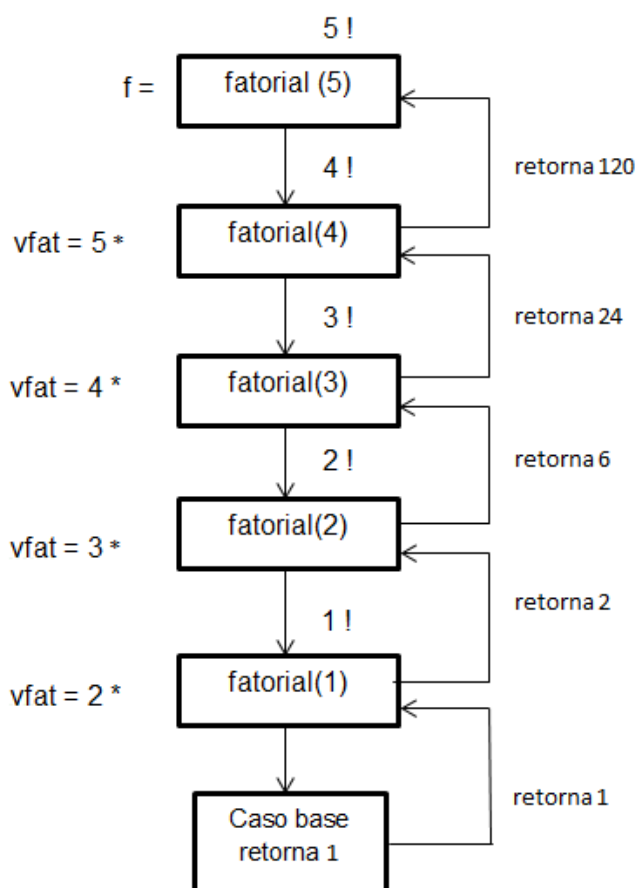 5 !
f = fatorial (5)
4 !
retorna 120
vfat = 5 * fatorial(4)
3 !
retorna 24
vfat = 4 * fatorial(3)
2 !
retorna 6
vfat = 3 * fatorial(2)
1 !
retorna 2
vfat = 2 * fatorial(1)
retorna 1
Caso base
retorna 1